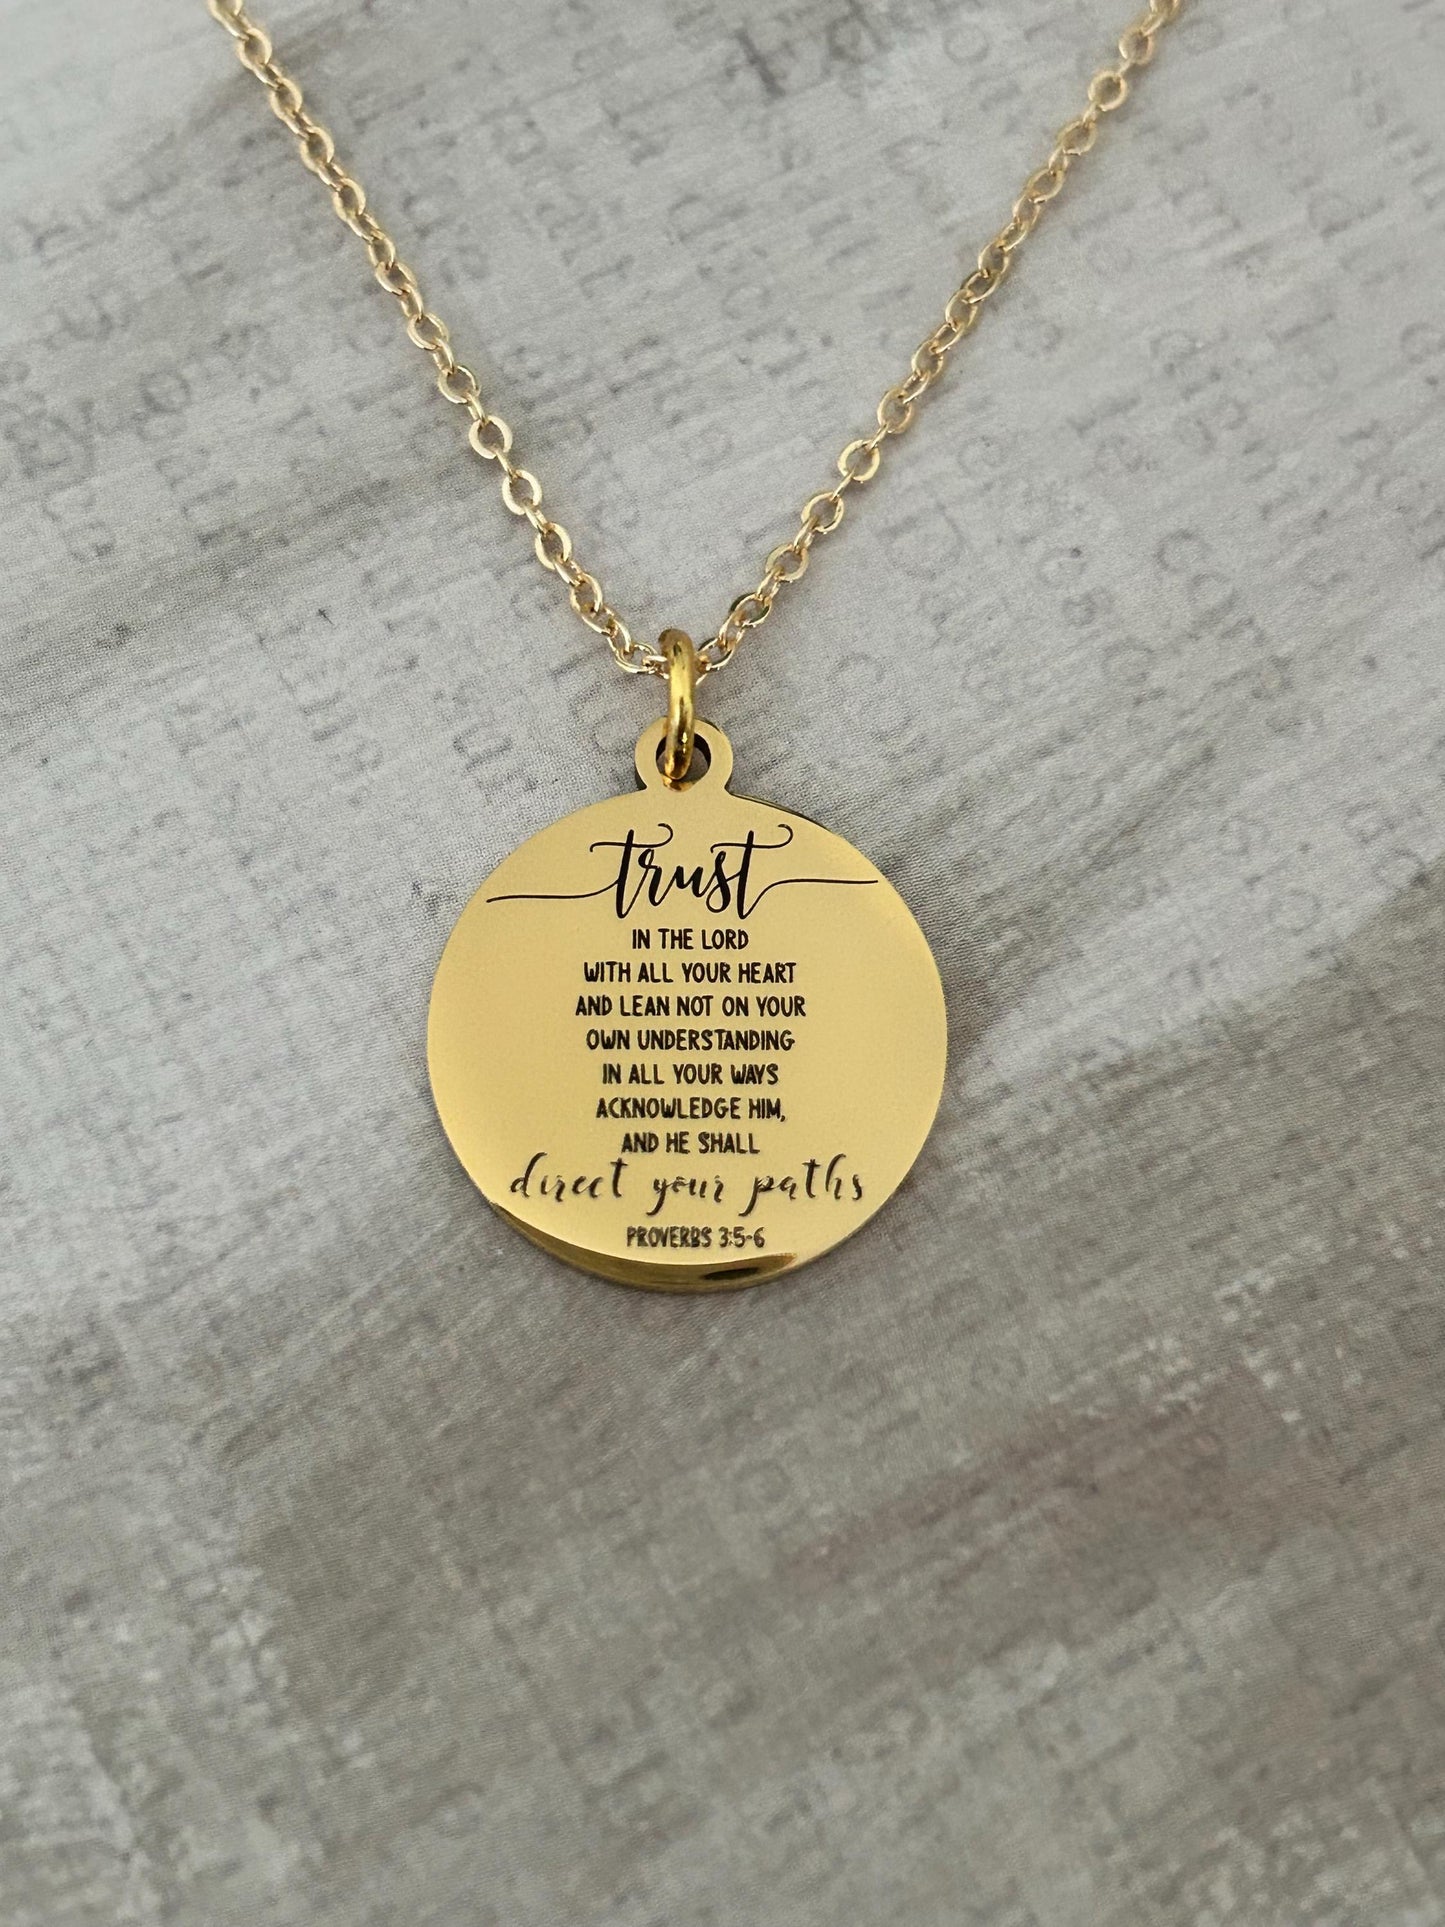 trust
IN THE LORD
WITH ALL YOUR HEART
AND LEAN NOT ON YOUR
OWN UNDERSTANDING
IN ALL YOUR WAYS
ACKNOWLEDGE HIM,
AND HE SHALL
direct your paths
PROVERBS 3:5-6